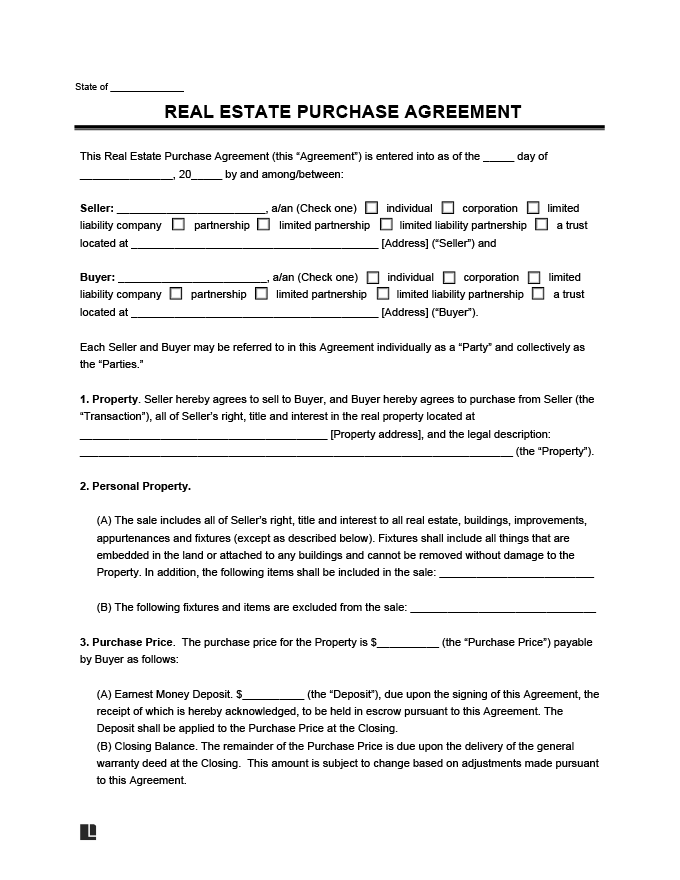 State of _____________
REAL ESTATE PURCHASE AGREEMENT
This Real Estate Purchase Agreement (this “Agreement”) is entered into as of the _____ day of
_______________, 20_____ by and among/between:
Seller: ________________________, a/an (Check one) ☐ individual ☐ corporation ☐ limited
liability company ☐ partnership ☐ limited partnership ☐ limited liability partnership ☐ a trust
located at ________________________________________ [Address] (“Seller”) and
Buyer: ________________________, a/an (Check one) ☐ individual ☐ corporation ☐ limited
liability company ☐ partnership ☐ limited partnership ☐ limited liability partnership ☐ a trust
located at ________________________________________ [Address] (“Buyer”).
Each Seller and Buyer may be referred to in this Agreement individually as a “Party” and collectively as
the “Parties.”
1. Property. Seller hereby agrees to sell to Buyer, and Buyer hereby agrees to purchase from Seller (the
“Transaction”), all of Seller’s right, title and interest in the real property located at
________________________________________ [Property address], and the legal description:
______________________________________________________________________ (the “Property”).
2. Personal Property.
(A) The sale includes all of Seller’s right, title and interest to all real estate, buildings, improvements,
appurtenances and fixtures (except as described below). Fixtures shall include all things that are
embedded in the land or attached to any buildings and cannot be removed without damage to the
Property. In addition, the following items shall be included in the sale: _________________________
(B) The following fixtures and items are excluded from the sale: ______________________________
3. Purchase Price.  The purchase price for the Property is $__________ (the “Purchase Price”) payable
by Buyer as follows:
(A) Earnest Money Deposit. $__________ (the “Deposit”), due upon the signing of this Agreement, the
receipt of which is hereby acknowledged, to be held in escrow pursuant to this Agreement. The
Deposit shall be applied to the Purchase Price at the Closing.
(B) Closing Balance. The remainder of the Purchase Price is due upon the delivery of the general
warranty deed at the Closing.  This amount is subject to change based on adjustments made pursuant
to this Agreement.